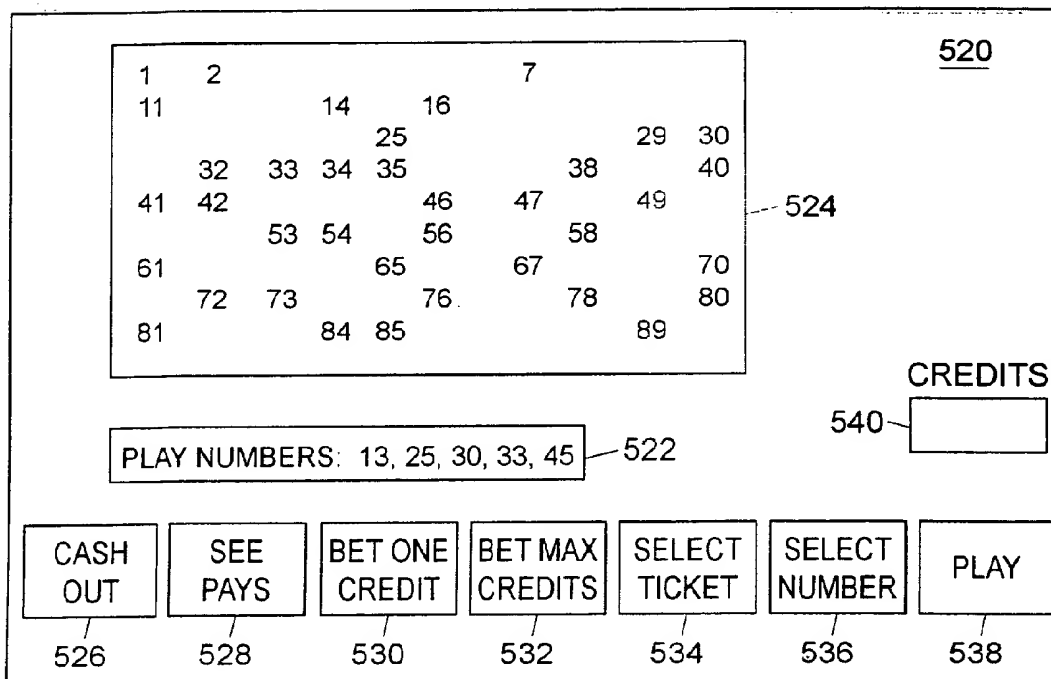 520
1 2 7
11 14 16
25 29 30
32 33 34 35 38 40
41 42 46 47 49
524
53 54 56 58
61 65 67 70
72 73 76 78 80
81 84 85 89
CREDITS
540
PLAY NUMBERS: 13, 25, 30, 33, 45
522
CASH OUT
SEE PAYS
BET ONE CREDIT
BET MAX CREDITS
SELECT TICKET
SELECT NUMBER
PLAY
526 528 530 532 534 536 538